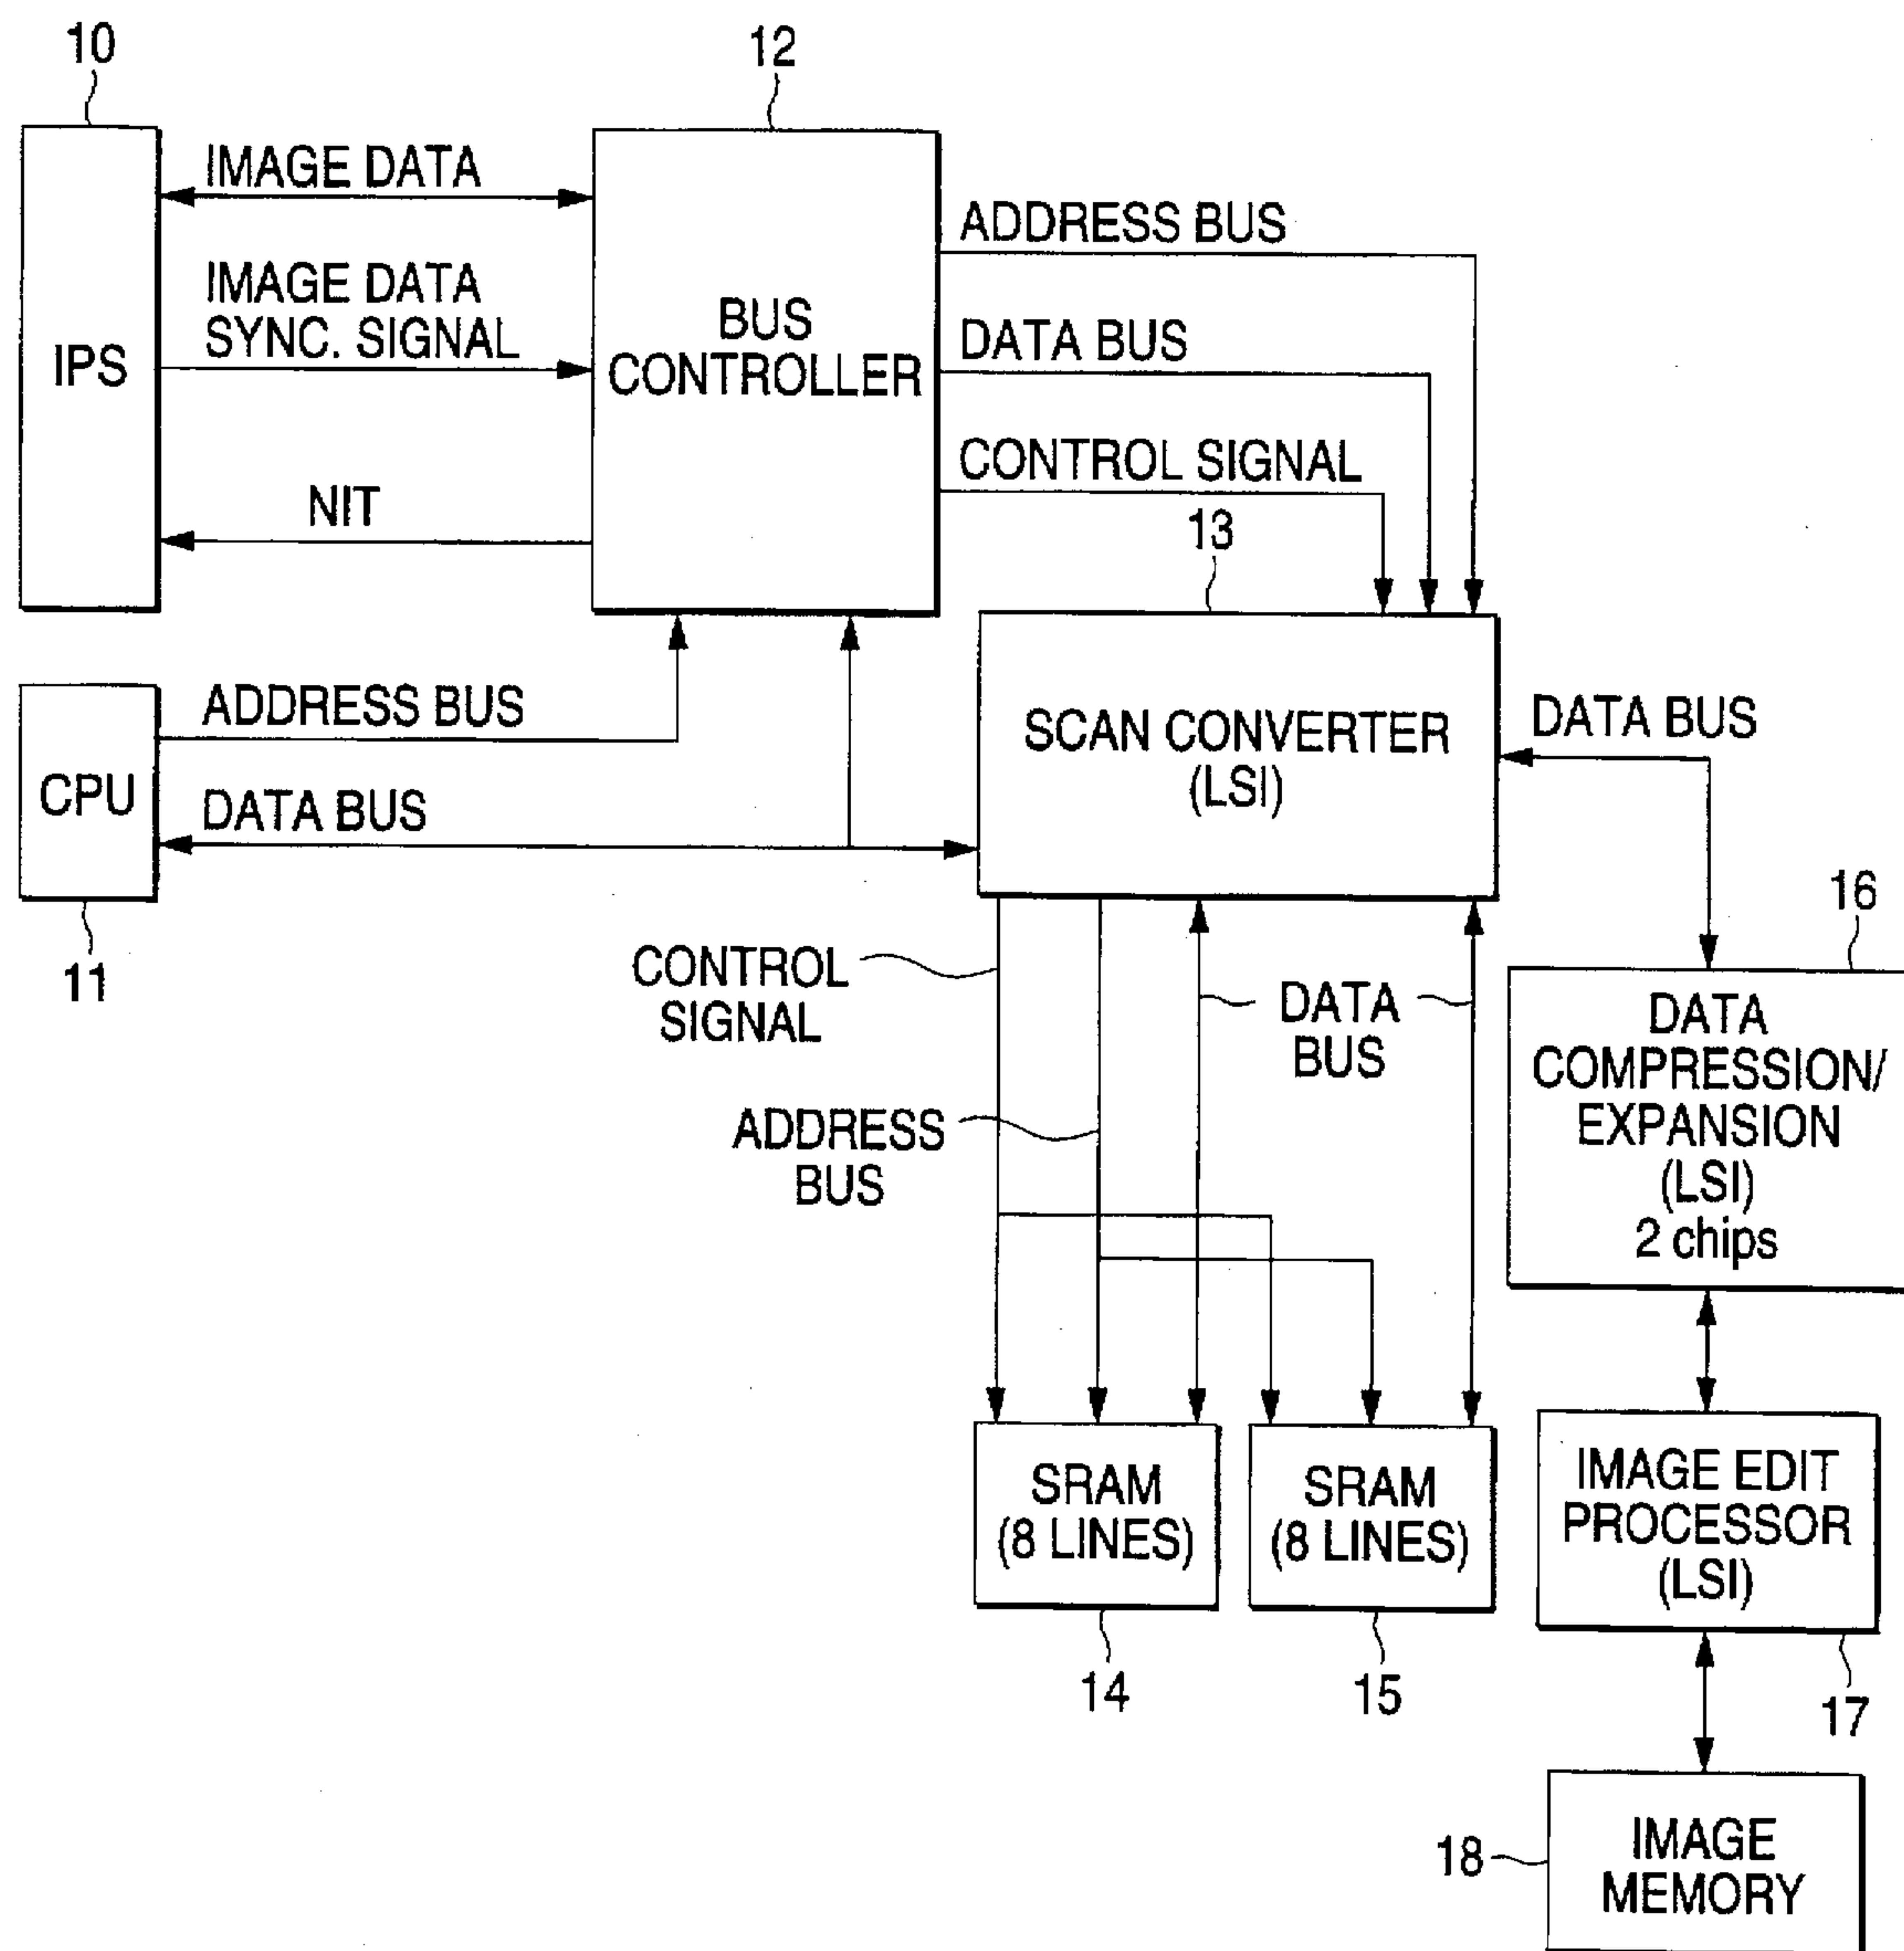 10
12
IMAGE DATA
ADDRESS BUS
IMAGE DATA
SYNC. SIGNAL
BUS
CONTROLLER
DATA BUS
IPS
CONTROL SIGNAL
NIT
13
ADDRESS BUS
SCAN CONVERTER
(LSI)
DATA BUS
CPU
DATA BUS
11
16
CONTROL
SIGNAL
DATA
BUS
DATA
COMPRESSION/
EXPANSION
(LSI)
2 chips
ADDRESS
BUS
SRAM
(8 LINES)
SRAM
(8 LINES)
IMAGE EDIT
PROCESSOR
(LSI)
14
15
17
18
IMAGE
MEMORY